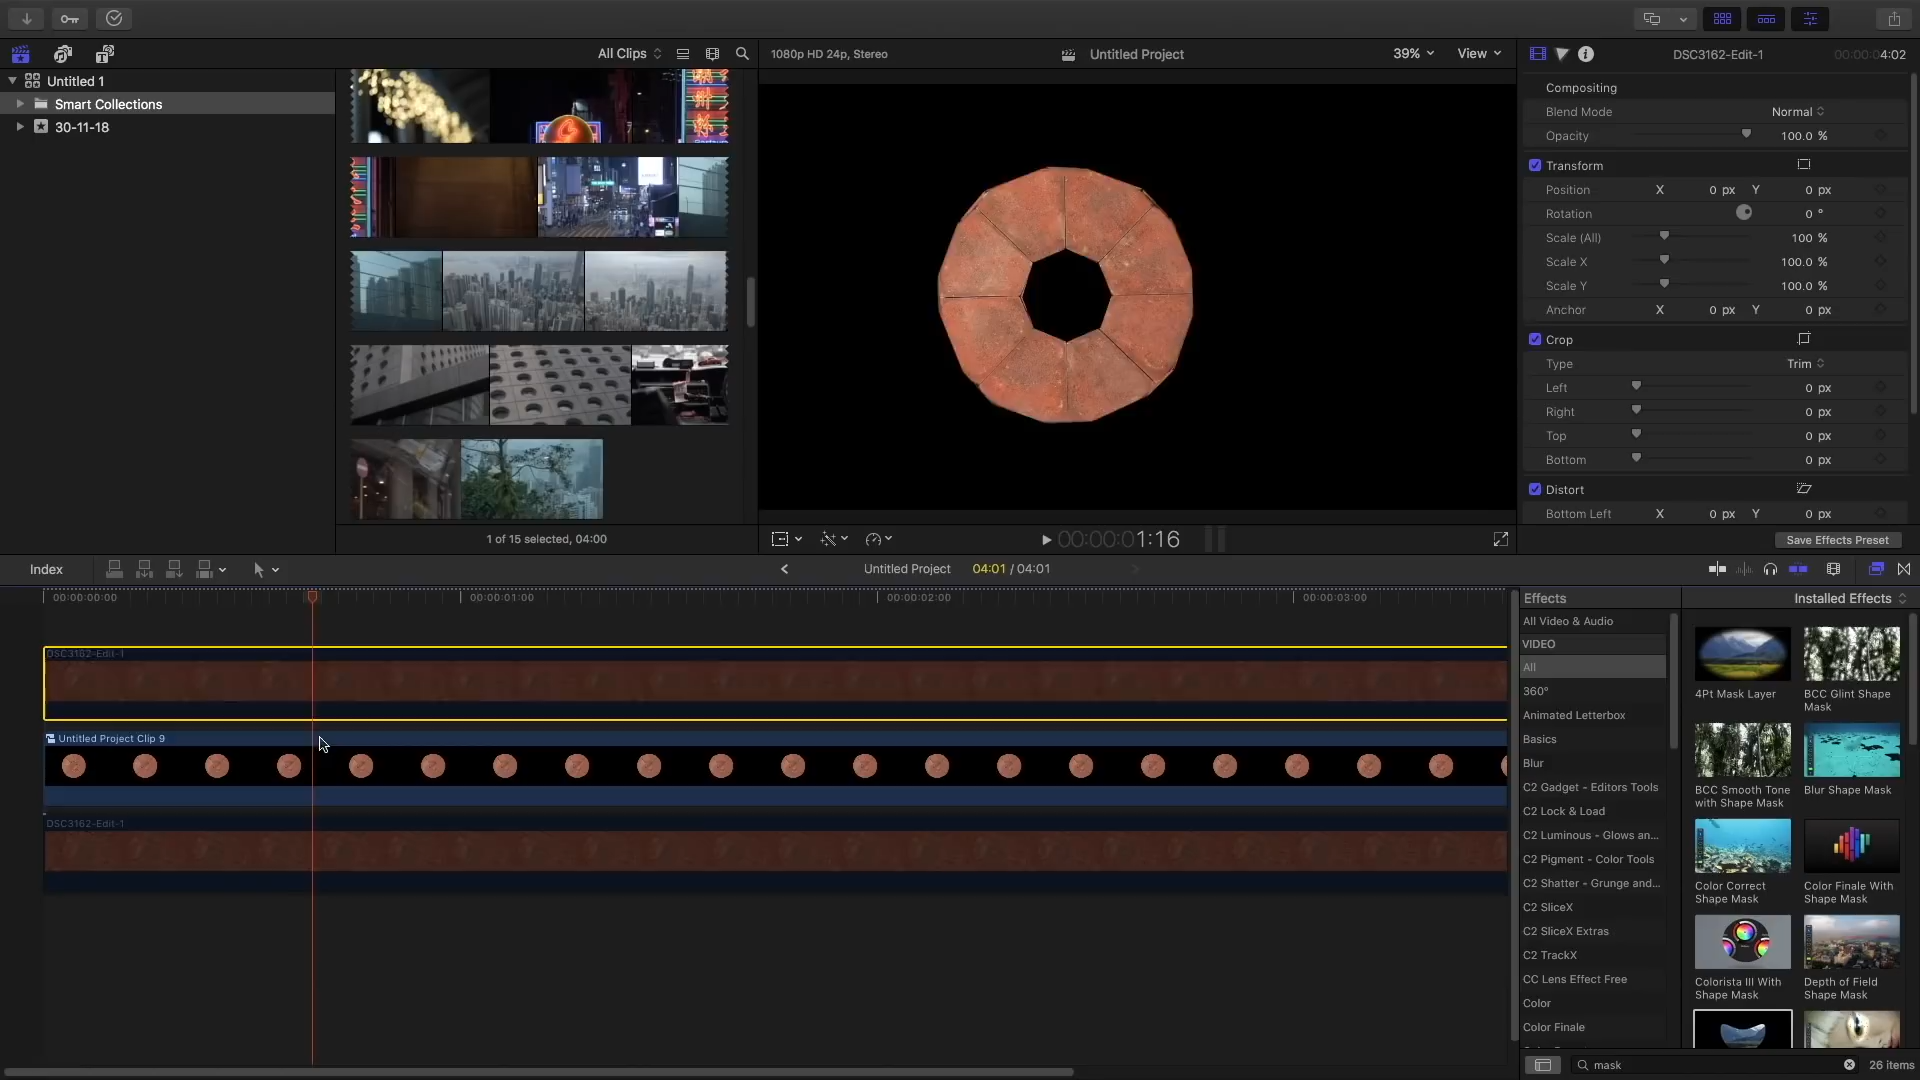 All Clips
1080p HD 24p, Stereo
Untitled Project
39%
View
DSC3162-Edit-1
00:00:04:02
Untitled 1
Smart Collections
30-11-18
1 of 15 selected, 04:00
00:00:01:16
Compositing
Blend Mode
Normal
Opacity
100.0 %
Transform
Position X 0 px Y 0 px
Rotation 0 °
Scale (All) 100 %
Scale X 100.0 %
Scale Y 100.0 %
Anchor X 0 px Y 0 px
Crop
Type Trim
Left 0 px
Right 0 px
Top 0 px
Bottom 0 px
Distort
Bottom Left X 0 px Y 0 px
Save Effects Preset
Index
Untitled Project
04:01 / 04:01
00:00:00:00
00:00:01:00
00:00:02:00
00:00:03:00
DSC3162-Edit-1
Untitled Project Clip 9
DSC3162-Edit-1
Effects
Installed Effects
All Video & Audio
VIDEO
All
360°
Animated Letterbox
Basics
Blur
C2 Gadget - Editors Tools
C2 Lock & Load
C2 Luminous - Glows an...
C2 Pigment - Color Tools
C2 Shatter - Grunge and...
C2 SliceX
C2 SliceX Extras
C2 TrackX
CC Lens Effect Free
Color
Color Finale
4Pt Mask Layer
BCC Glint Shape
Mask
BCC Smooth Tone
with Shape Mask
Blur Shape Mask
Color Correct
Shape Mask
Color Finale With
Shape Mask
Colorista III With
Shape Mask
Depth of Field
Shape Mask
mask
26 items